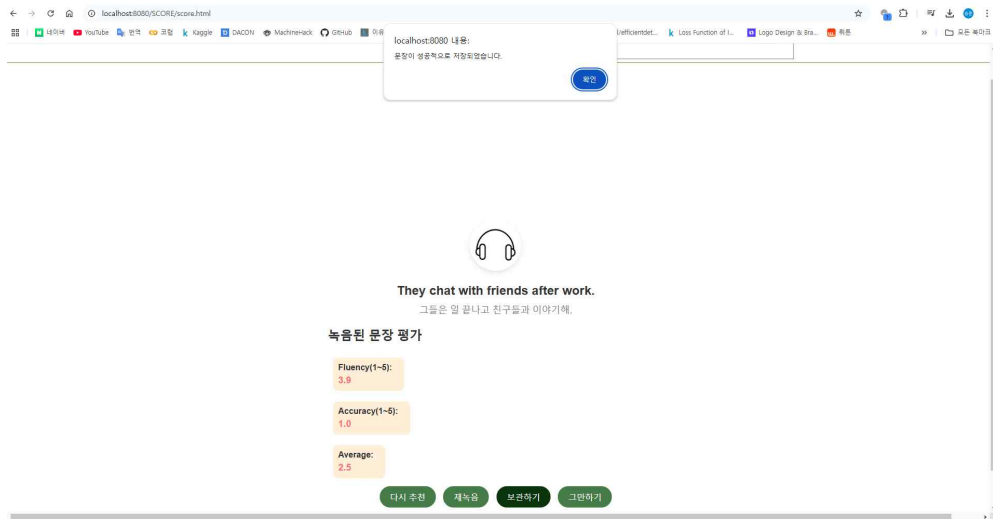 localhost:8080/SCORE/score.html
네이버 YouTube 번역 코랩 Kaggle DACON MachineHack GitHub l/efficientdet... Loss Function of I... Logo Design & Bra... 뤼튼 » 모든 북마크
localhost:8080 내용:
문장이 성공적으로 저장되었습니다.
확인
They chat with friends after work.
그들은 일 끝나고 친구들과 이야기해.
녹음된 문장 평가
Fluency(1~5):
3.9
Accuracy(1~5):
1.0
Average:
2.5
다시 추천 재녹음 보관하기 그만하기